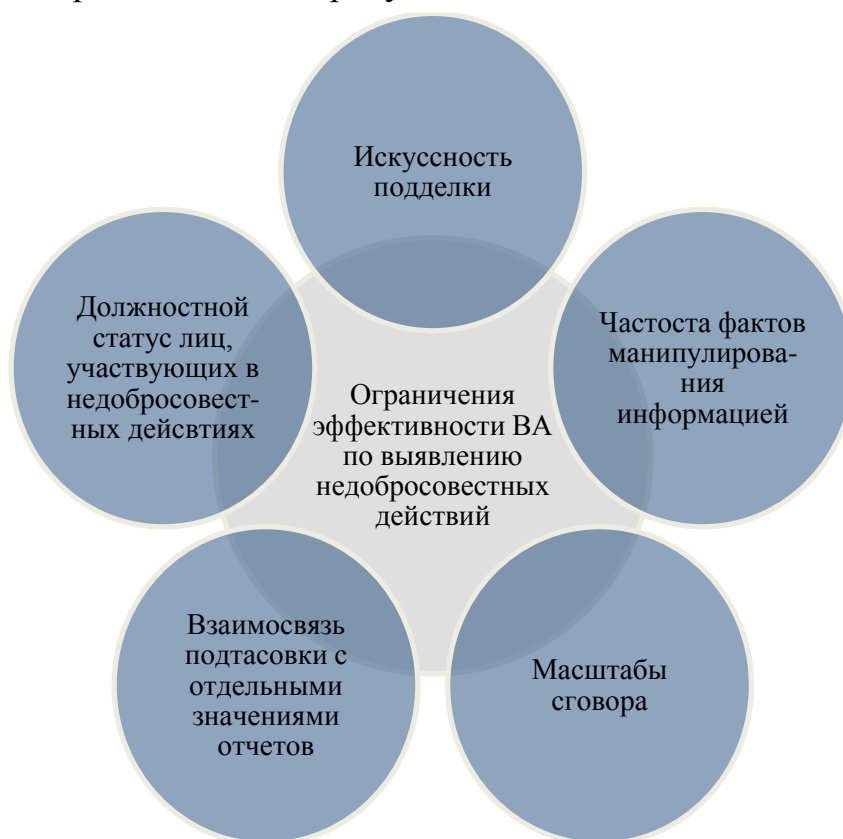 Искуссность
подделки
Должностной
статус лиц,
участвующих в
недобросовест-
ных дейсвтиях
Частоста фактов
манипулирова-
ния
информацией
Ограничения
эффективности ВА
по выявлению
недобросовестных
действий
Взаимосвязь
подтасовки с
отдельными
значениями
отчетов
Масштабы
сговора